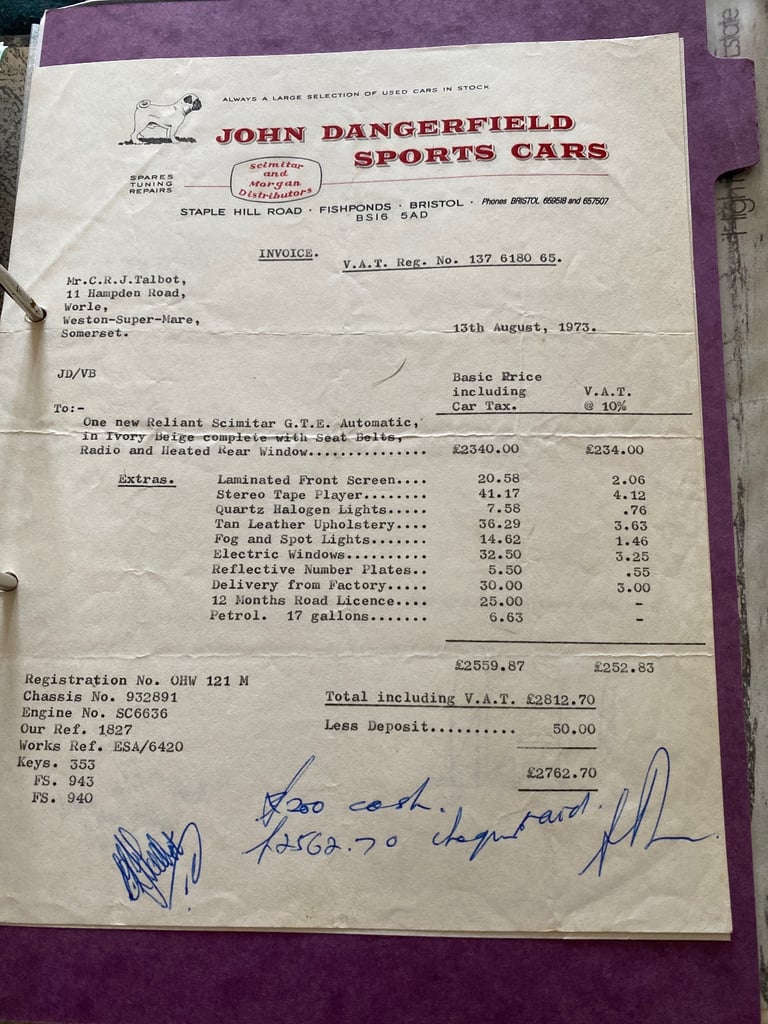 ALWAYS A LARGE SELECTION OF USED CARS IN STOCK
JOHN DANGERFIELD
SPORTS CARS
SPARES
TUNING
REPAIRS
Scimitar
and
Morgan
Distributors
STAPLE HILL ROAD · FISHPONDS · BRISTOL · Phones BRISTOL 659518 and 657507
BS16 5AD
INVOICE.
V.A.T. Reg. No. 137 6180 65.
Mr.C.R.J.Talbot,
11 Hampden Road,
Worle,
Weston-Super-Mare,
Somerset.
13th August, 1973.
JD/VB
Basic Price including Car Tax.
V.A.T. @ 10%
To:-
One new Reliant Scimitar G.T.E. Automatic,
in Ivory Beige complete with Seat Belts,
Radio and Heated Rear Window.............. £2340.00 £234.00
Extras. Laminated Front Screen.... 20.58 2.06
Stereo Tape Player........ 41.17 4.12
Quartz Halogen Lights..... 7.58 .76
Tan Leather Upholstery.... 36.29 3.63
Fog and Spot Lights....... 14.62 1.46
Electric Windows.......... 32.50 3.25
Reflective Number Plates.. 5.50 .55
Delivery from Factory..... 30.00 3.00
12 Months Road Licence.... 25.00 -
Petrol. 17 gallons....... 6.63 -
£2559.87 £252.83
Total including V.A.T. £2812.70
Less Deposit.......... 50.00
£2762.70
Registration No. OHW 121 M
Chassis No. 932891
Engine No. SC6636
Our Ref. 1827
Works Ref. ESA/6420
Keys. 353
FS. 943
FS. 940
£200 cash.
£2562.70 cheque paid.